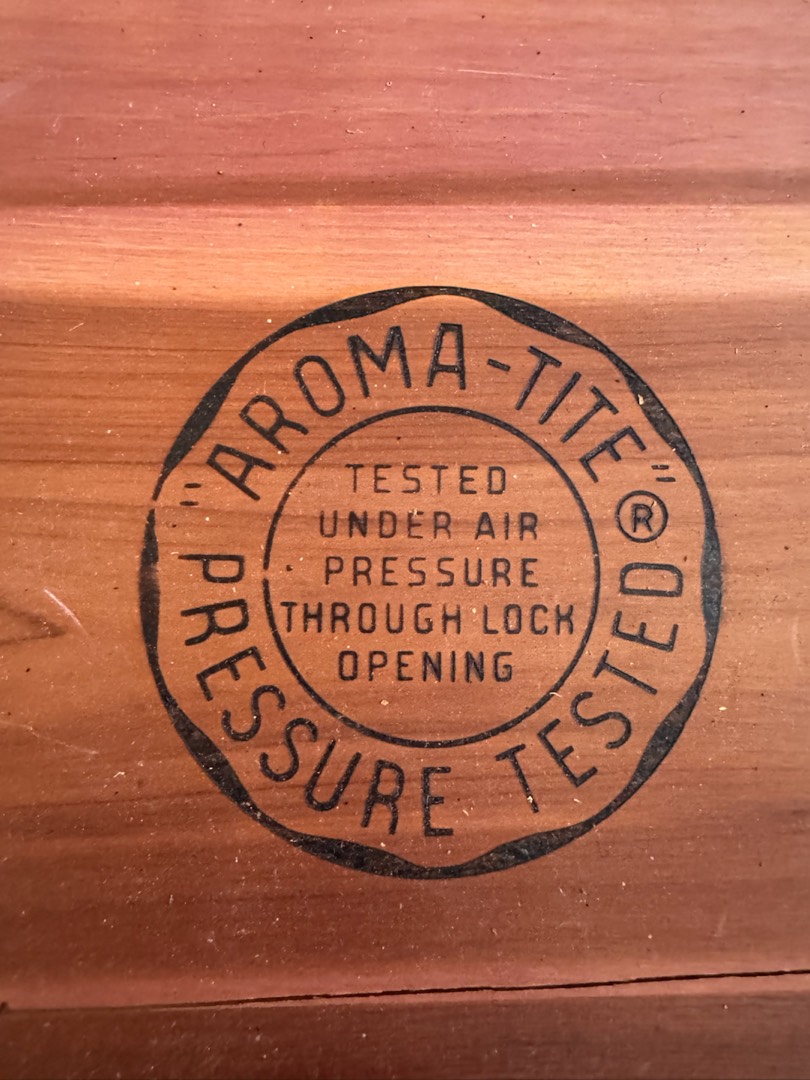 "AROMA-TITE"®
TESTED
UNDER AIR
PRESSURE
THROUGH LOCK
OPENING
"PRESSURE TESTED"